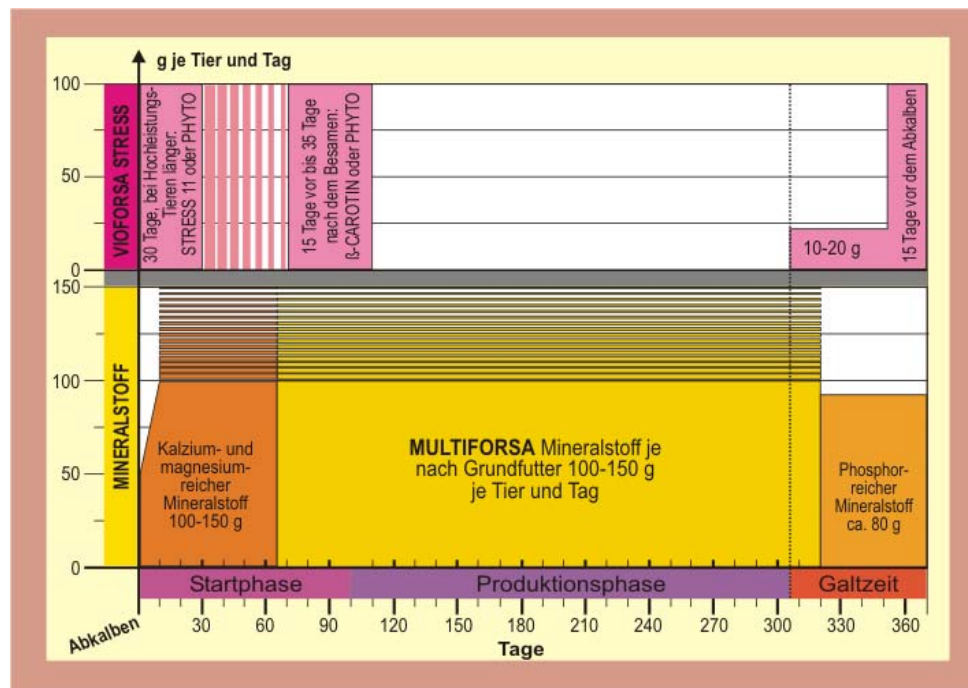 g je Tier und Tag
100
50
0
VIOFORSA STRESS
30 Tage, bei Hochleistungs-
Tieren länger:
STRESS 11 oder PHYTO
15 Tage vor bis 35 Tage
nach dem Besamen:
ß-CAROTIN oder PHYTO
10-20 g
15 Tage vor dem Abkalben
150
100
50
0
MINERALSTOFF
Kalzium- und
magnesium-
reicher
Mineralstoff
100-150 g
MULTIFORSA Mineralstoff je
nach Grundfutter 100-150 g
je Tier und Tag
Phosphor-
reicher
Mineralstoff
ca. 80 g
Startphase
Produktionsphase
Galtzeit
Abkalben
30 60 90 120 150 180 210 240 270 300 330 360
Tage